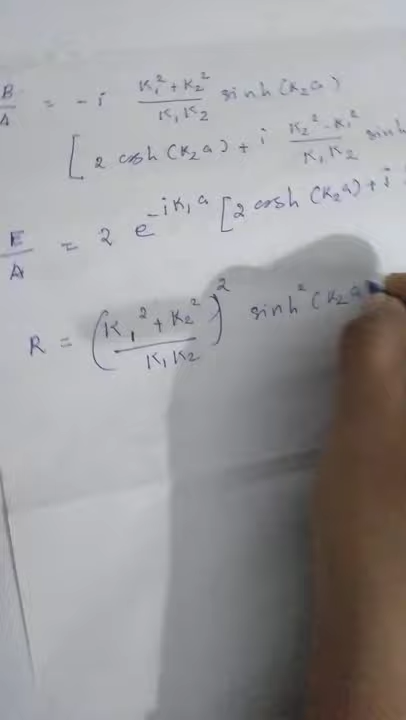 B/A = -i (K₁² + K₂²)/(K₁K₂) sinh(K₂a)
[2 cosh(K₂a) + i (K₂² - K₁²)/(K₁K₂) sinh
E/A = 2 e^(-iK₁a) [2 cosh(K₂a) + i
R = ((K₁² + K₂²)/(K₁K₂))² sinh²(K₂a